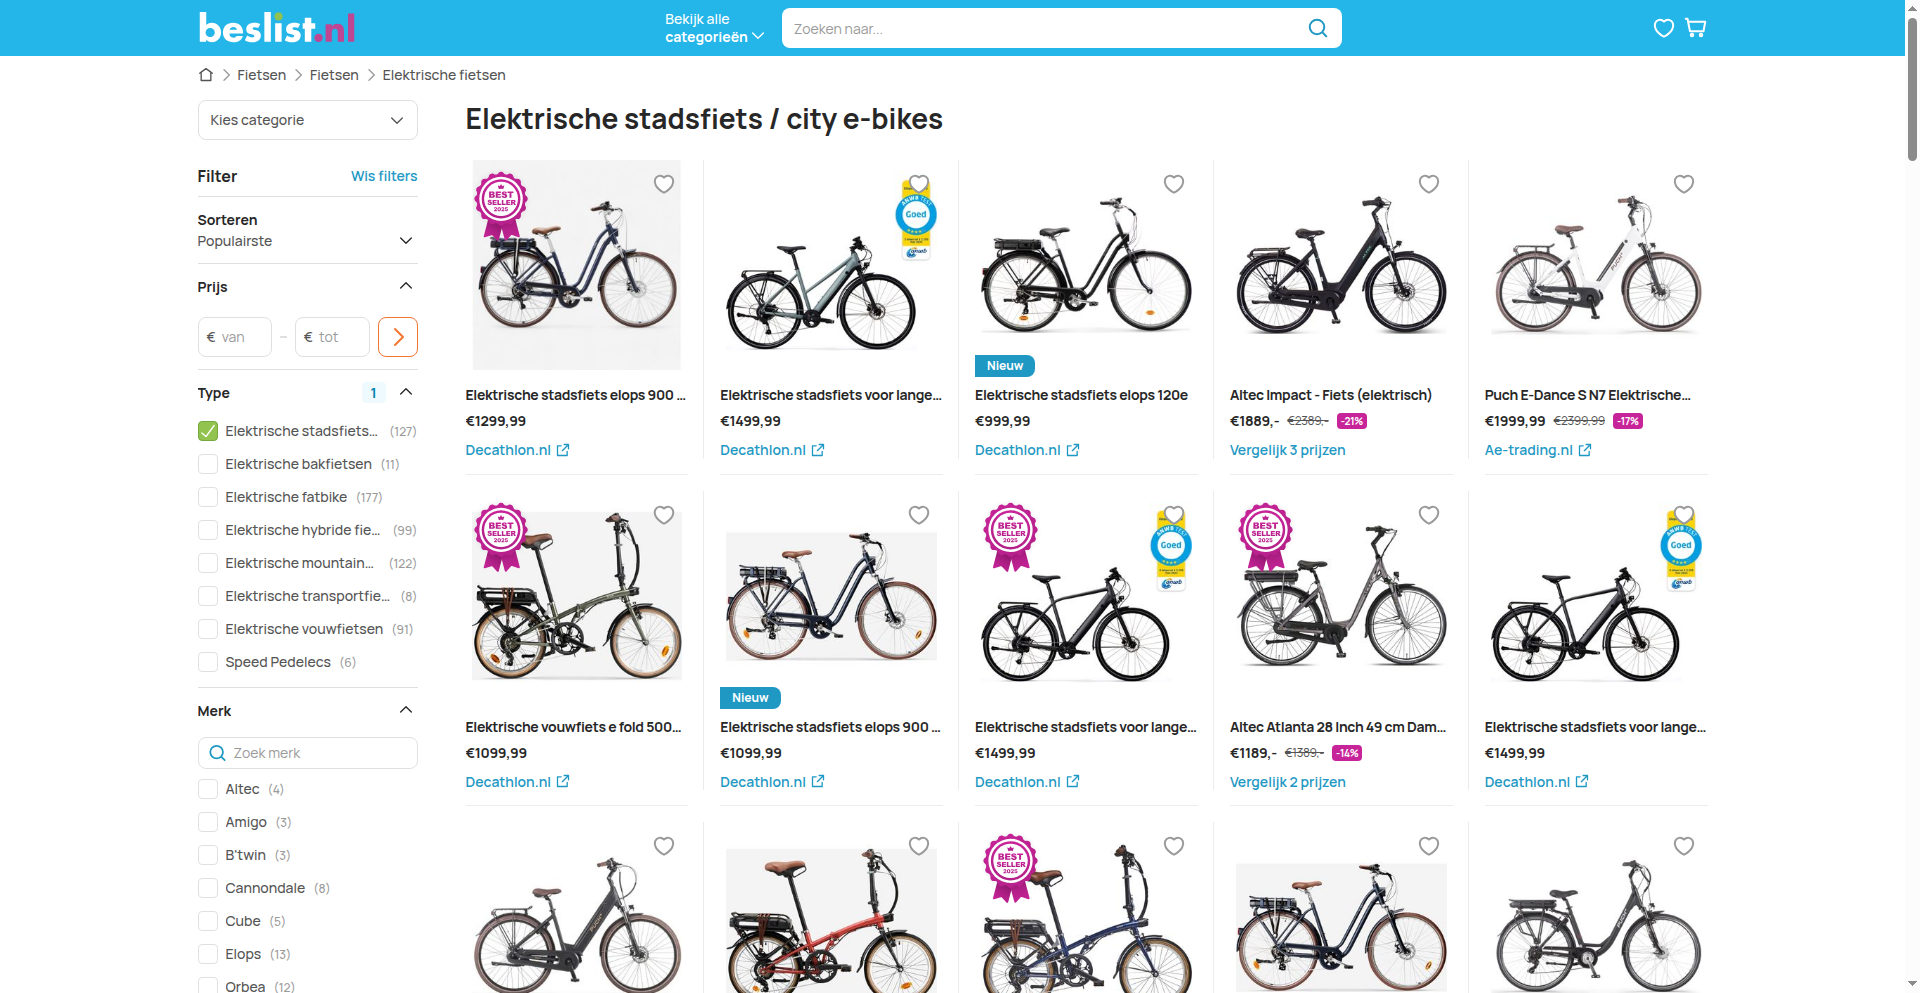 beslist.nl
Bekijk alle
categorieën
Zoeken naar...
Fietsen
Fietsen
Elektrische fietsen
Kies categorie
Filter
Wis filters
Sorteren
Populairste
Prijs
€ van
–
€ tot
Type
1
Elektrische stadsfiets... (127)
Elektrische bakfietsen (11)
Elektrische fatbike (177)
Elektrische hybride fie... (99)
Elektrische mountain... (122)
Elektrische transportfie... (8)
Elektrische vouwfietsen (91)
Speed Pedelecs (6)
Merk
Zoek merk
Altec (4)
Amigo (3)
B'twin (3)
Cannondale (8)
Cube (5)
Elops (13)
Orbea (12)
Elektrische stadsfiets / city e-bikes
BEST
SELLER
2025
Elektrische stadsfiets elops 900 ...
€1299,99
Decathlon.nl
ANWB TEST
Goed
anwb
Elektrische stadsfiets voor lange...
€1499,99
Decathlon.nl
Nieuw
Elektrische stadsfiets elops 120e
€999,99
Decathlon.nl
Altec Impact - Fiets (elektrisch)
€1889,- €2389,- -21%
Vergelijk 3 prijzen
Puch E-Dance S N7 Elektrische...
€1999,99 €2399,99 -17%
Ae-trading.nl
BEST
SELLER
2025
Elektrische vouwfiets e fold 500...
€1099,99
Decathlon.nl
Nieuw
Elektrische stadsfiets elops 900 ...
€1099,99
Decathlon.nl
BEST
SELLER
2025
ANWB TEST
Goed
anwb
Elektrische stadsfiets voor lange...
€1499,99
Decathlon.nl
BEST
SELLER
2025
Altec Atlanta 28 Inch 49 cm Dam...
€1189,- €1389,- -14%
Vergelijk 2 prijzen
ANWB TEST
Goed
anwb
Elektrische stadsfiets voor lange...
€1499,99
Decathlon.nl
BEST
SELLER
2025